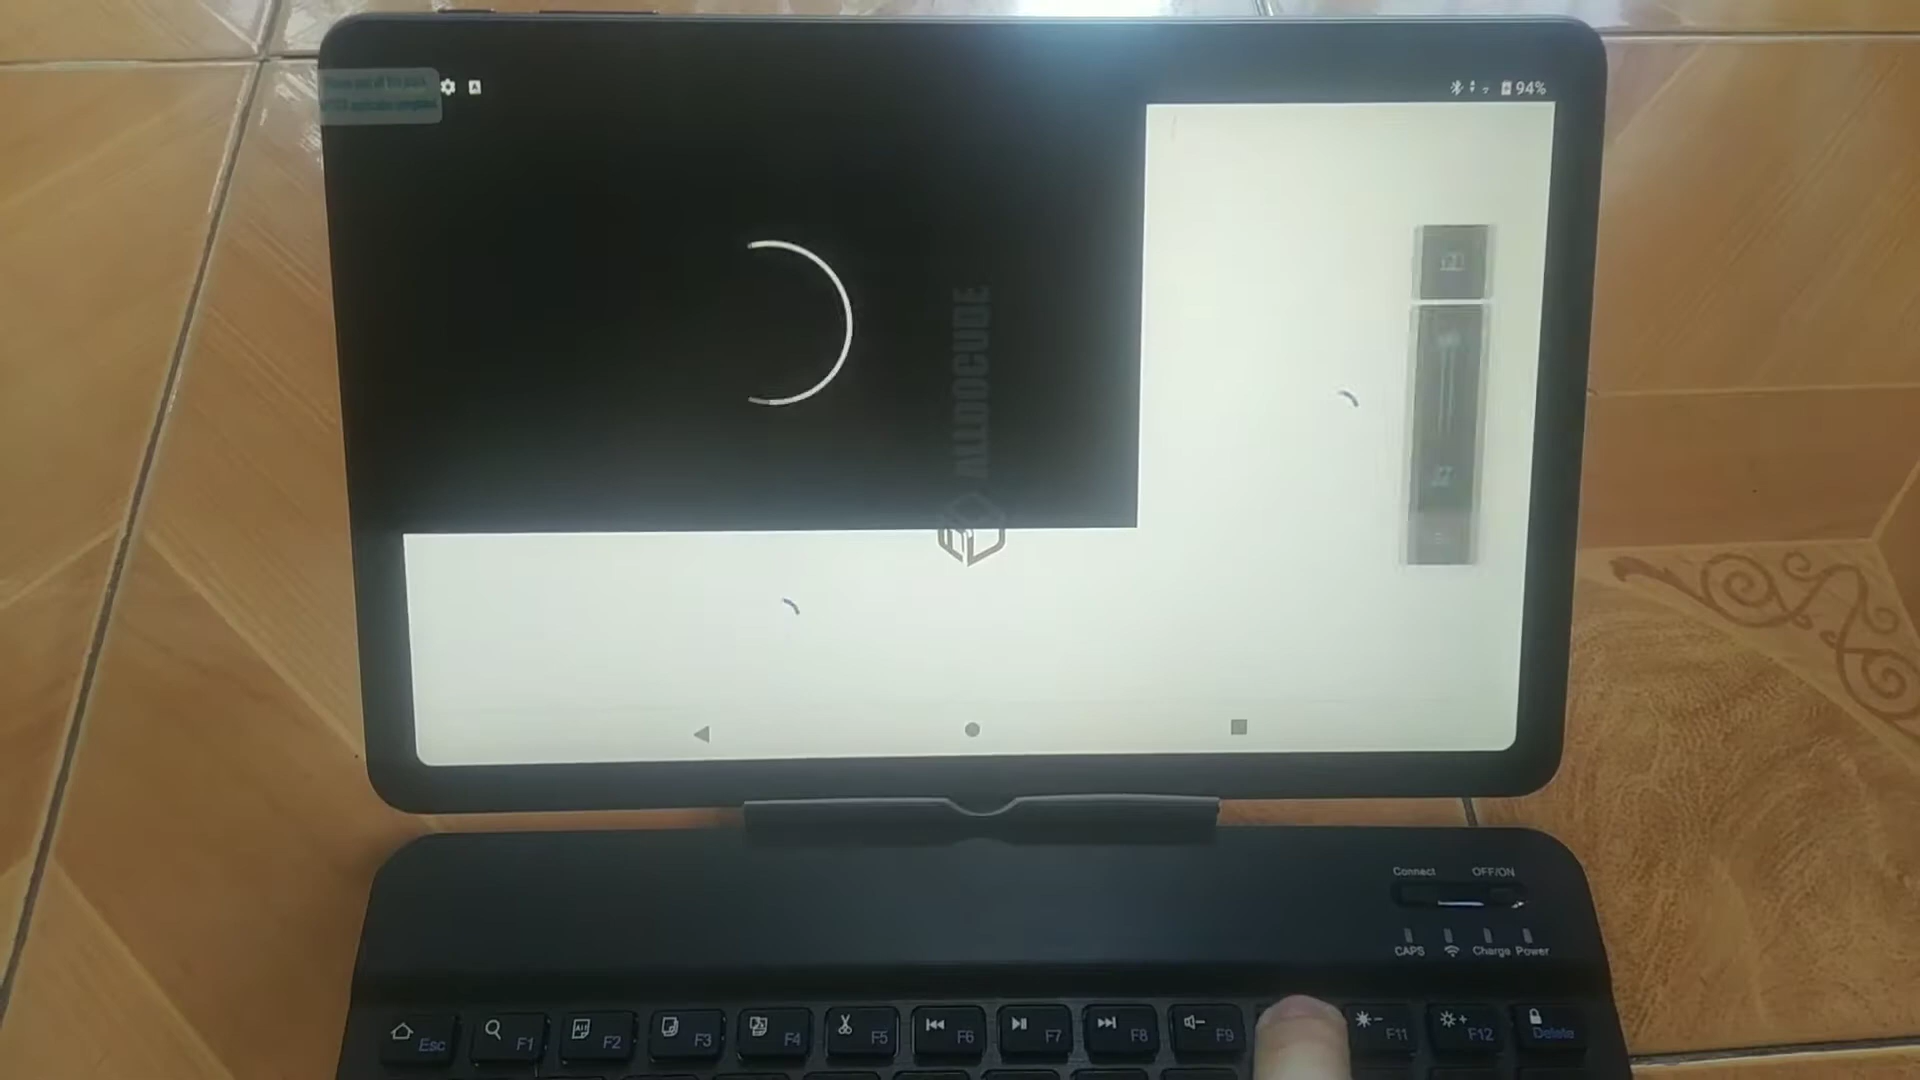 94%
ALLDOCUBE
Connect OFF/ON
CAPS Charge Power
Esc F1 F2 F3 F4 F5 F6 F7 F8 F9 F11 F12 Delete